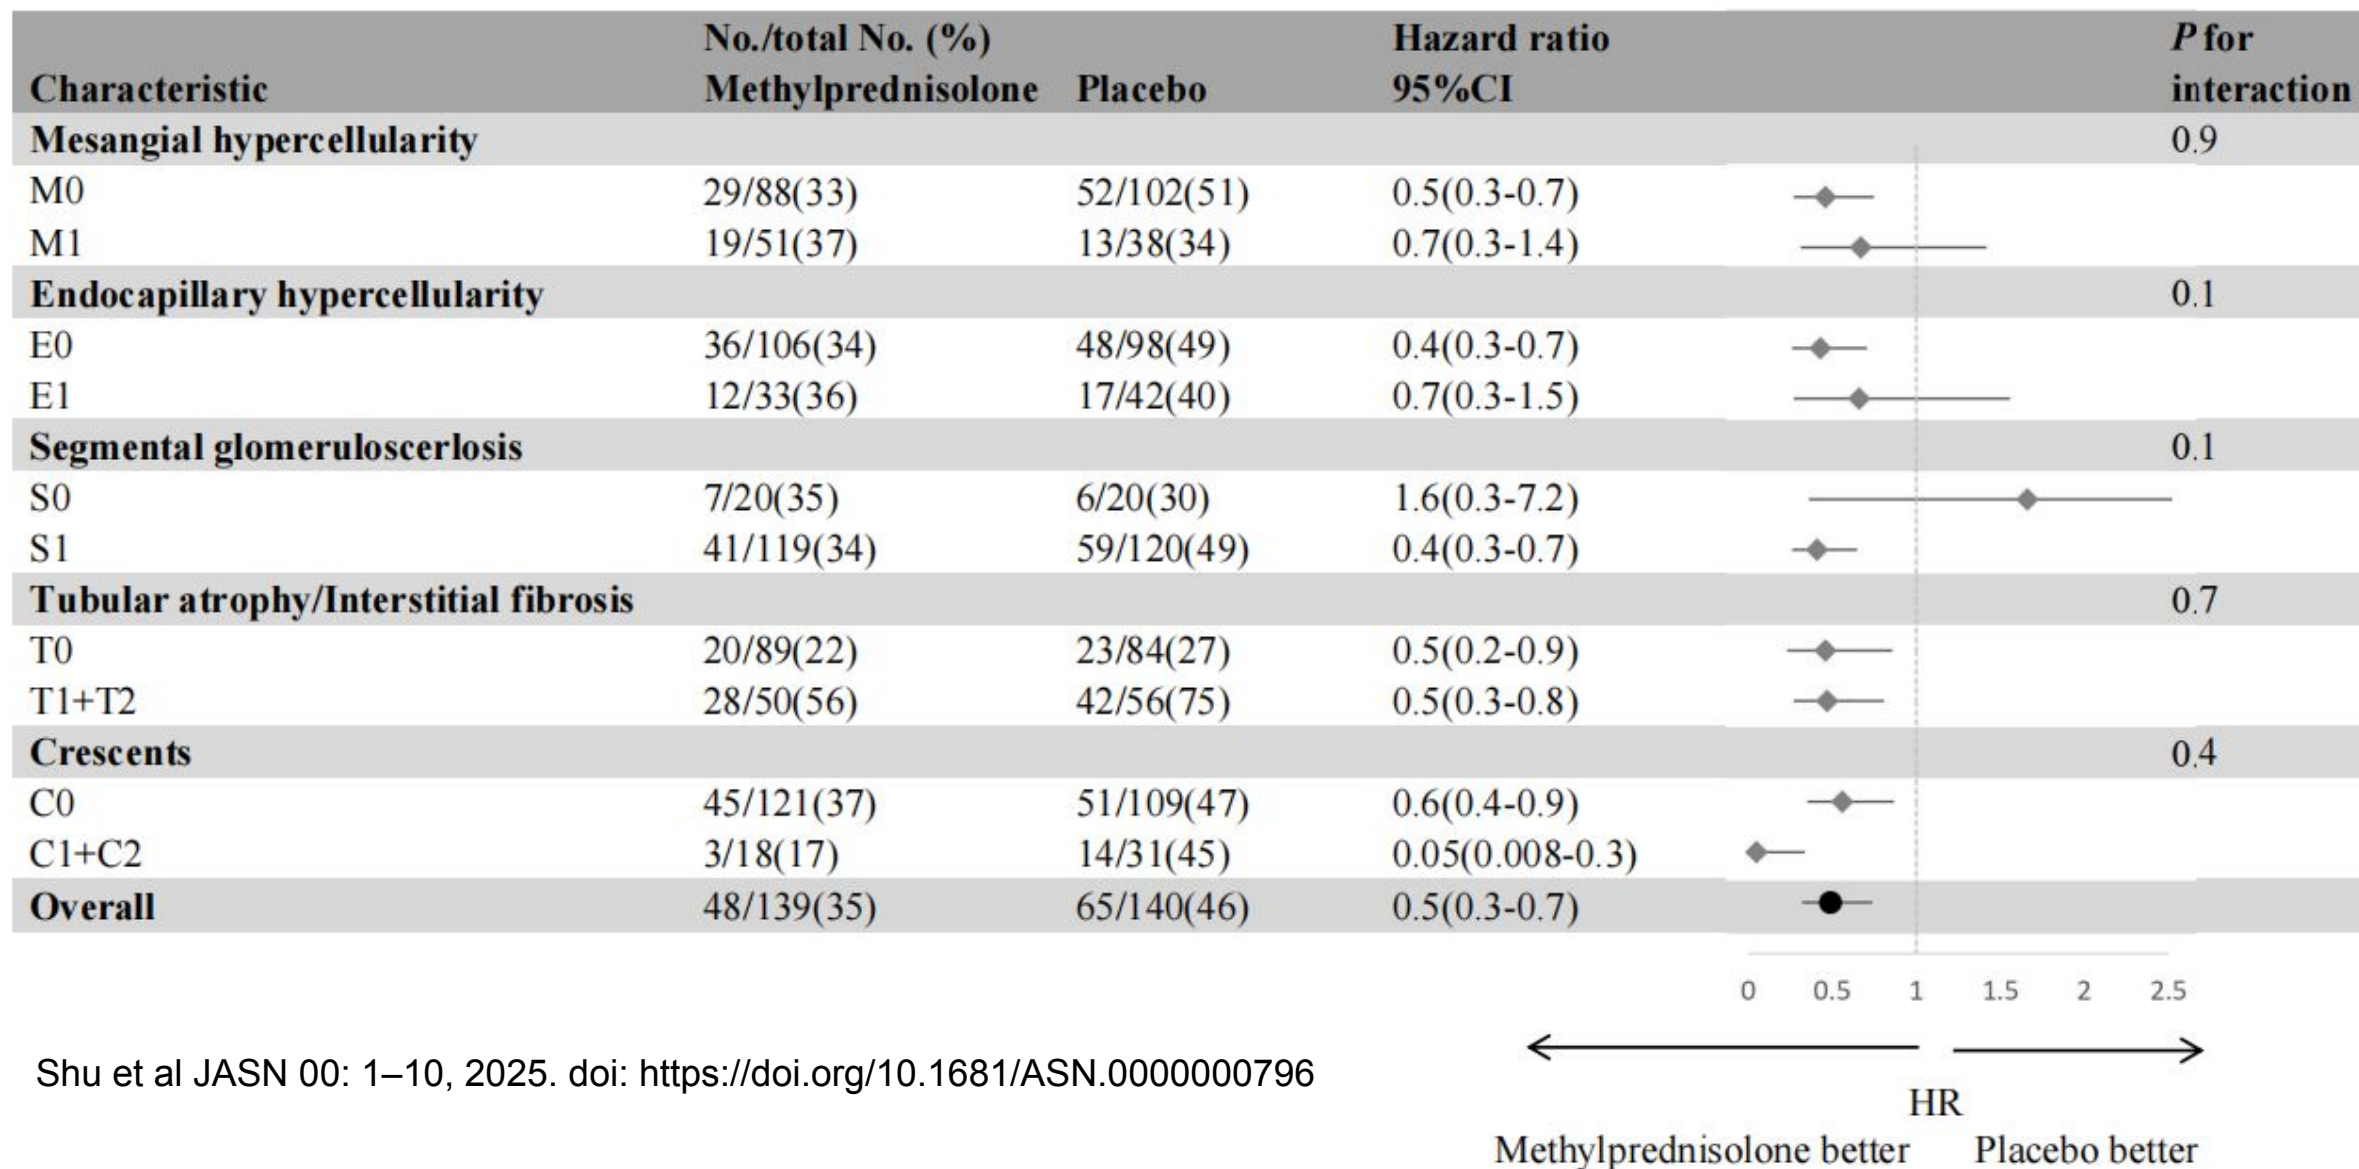 No./total No. (%) Hazard ratio P for
Characteristic Methylprednisolone Placebo 95%CI interaction
Mesangial hypercellularity 0.9
M0 29/88(33) 52/102(51) 0.5(0.3-0.7)
M1 19/51(37) 13/38(34) 0.7(0.3-1.4)
Endocapillary hypercellularity 0.1
E0 36/106(34) 48/98(49) 0.4(0.3-0.7)
E1 12/33(36) 17/42(40) 0.7(0.3-1.5)
Segmental glomeruloscerlosis 0.1
S0 7/20(35) 6/20(30) 1.6(0.3-7.2)
S1 41/119(34) 59/120(49) 0.4(0.3-0.7)
Tubular atrophy/Interstitial fibrosis 0.7
T0 20/89(22) 23/84(27) 0.5(0.2-0.9)
T1+T2 28/50(56) 42/56(75) 0.5(0.3-0.8)
Crescents 0.4
C0 45/121(37) 51/109(47) 0.6(0.4-0.9)
C1+C2 3/18(17) 14/31(45) 0.05(0.008-0.3)
Overall 48/139(35) 65/140(46) 0.5(0.3-0.7)
0 0.5 1 1.5 2 2.5
Shu et al JASN 00: 1–10, 2025. doi: https://doi.org/10.1681/ASN.0000000796
HR
Methylprednisolone better Placebo better